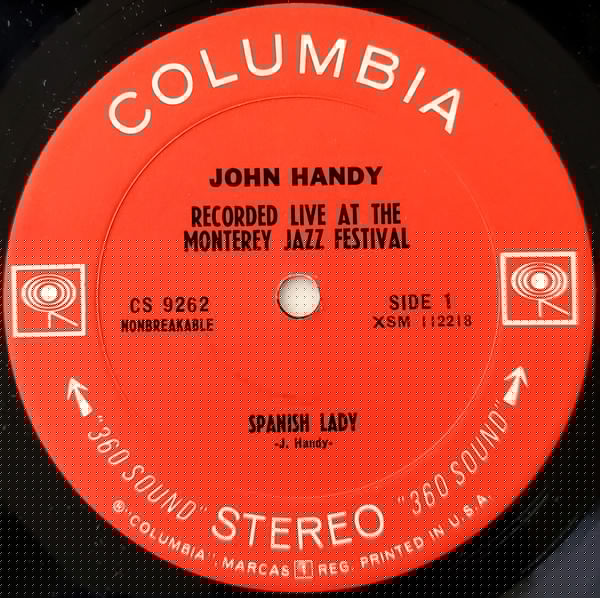 COLUMBIA
JOHN HANDY
RECORDED LIVE AT THE
MONTEREY JAZZ FESTIVAL
CS 9262
NONBREAKABLE
SIDE 1
XSM 112218
SPANISH LADY
-J. Handy-
"360 SOUND" STEREO "360 SOUND"
®"COLUMBIA", MARCAS REG. PRINTED IN U.S.A.